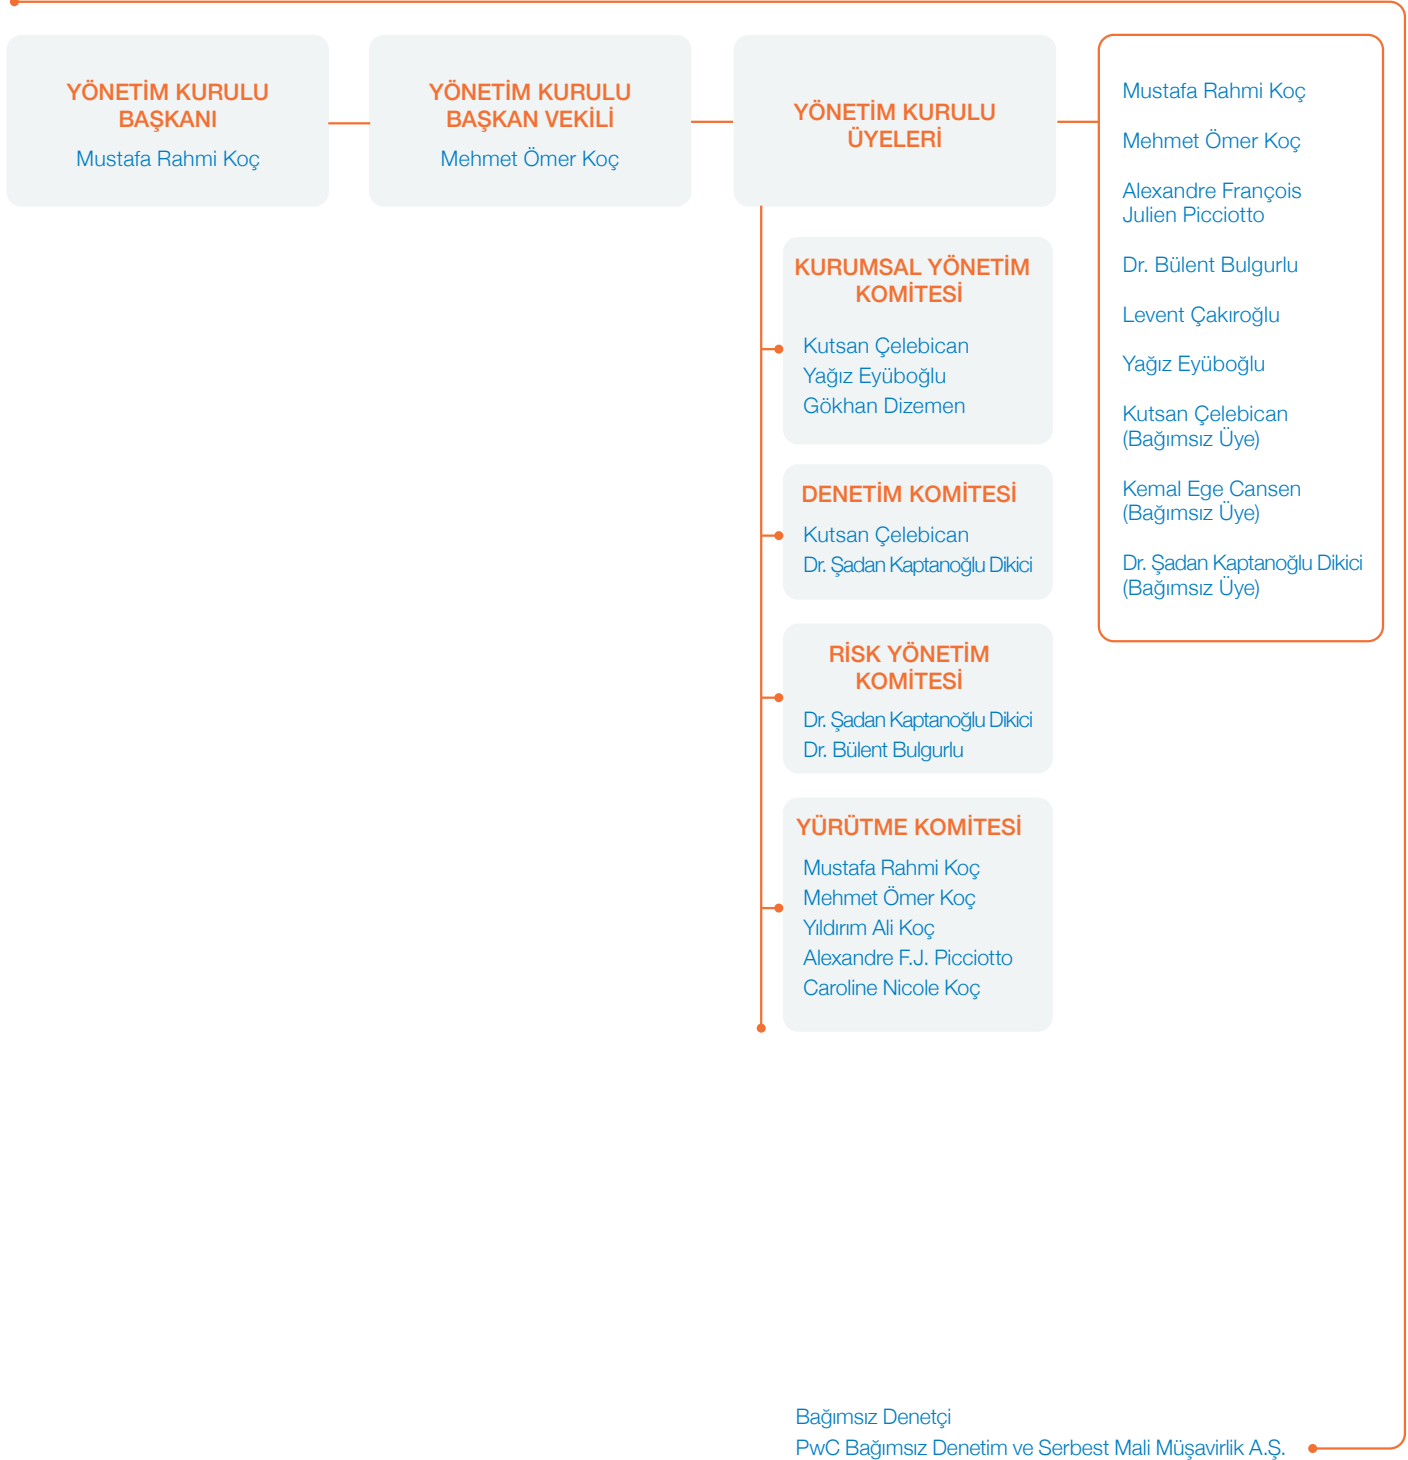 YÖNETİM KURULU
BAŞKANI
Mustafa Rahmi Koç
YÖNETİM KURULU
BAŞKAN VEKİLİ
Mehmet Ömer Koç
YÖNETİM KURULU
ÜYELERİ
Mustafa Rahmi Koç
Mehmet Ömer Koç
Alexandre François
Julien Picciotto
Dr. Bülent Bulgurlu
Levent Çakıroğlu
Yağız Eyüboğlu
Kutsan Çelebican
(Bağımsız Üye)
Kemal Ege Cansen
(Bağımsız Üye)
Dr. Şadan Kaptanoğlu Dikici
(Bağımsız Üye)
KURUMSAL YÖNETİM
KOMİTESİ
Kutsan Çelebican
Yağız Eyüboğlu
Gökhan Dizemen
DENETİM KOMİTESİ
Kutsan Çelebican
Dr. Şadan Kaptanoğlu Dikici
RİSK YÖNETİM
KOMİTESİ
Dr. Şadan Kaptanoğlu Dikici
Dr. Bülent Bulgurlu
YÜRÜTME KOMİTESİ
Mustafa Rahmi Koç
Mehmet Ömer Koç
Yıldırım Ali Koç
Alexandre F.J. Picciotto
Caroline Nicole Koç
Bağımsız Denetçi
PwC Bağımsız Denetim ve Serbest Mali Müşavirlik A.Ş.